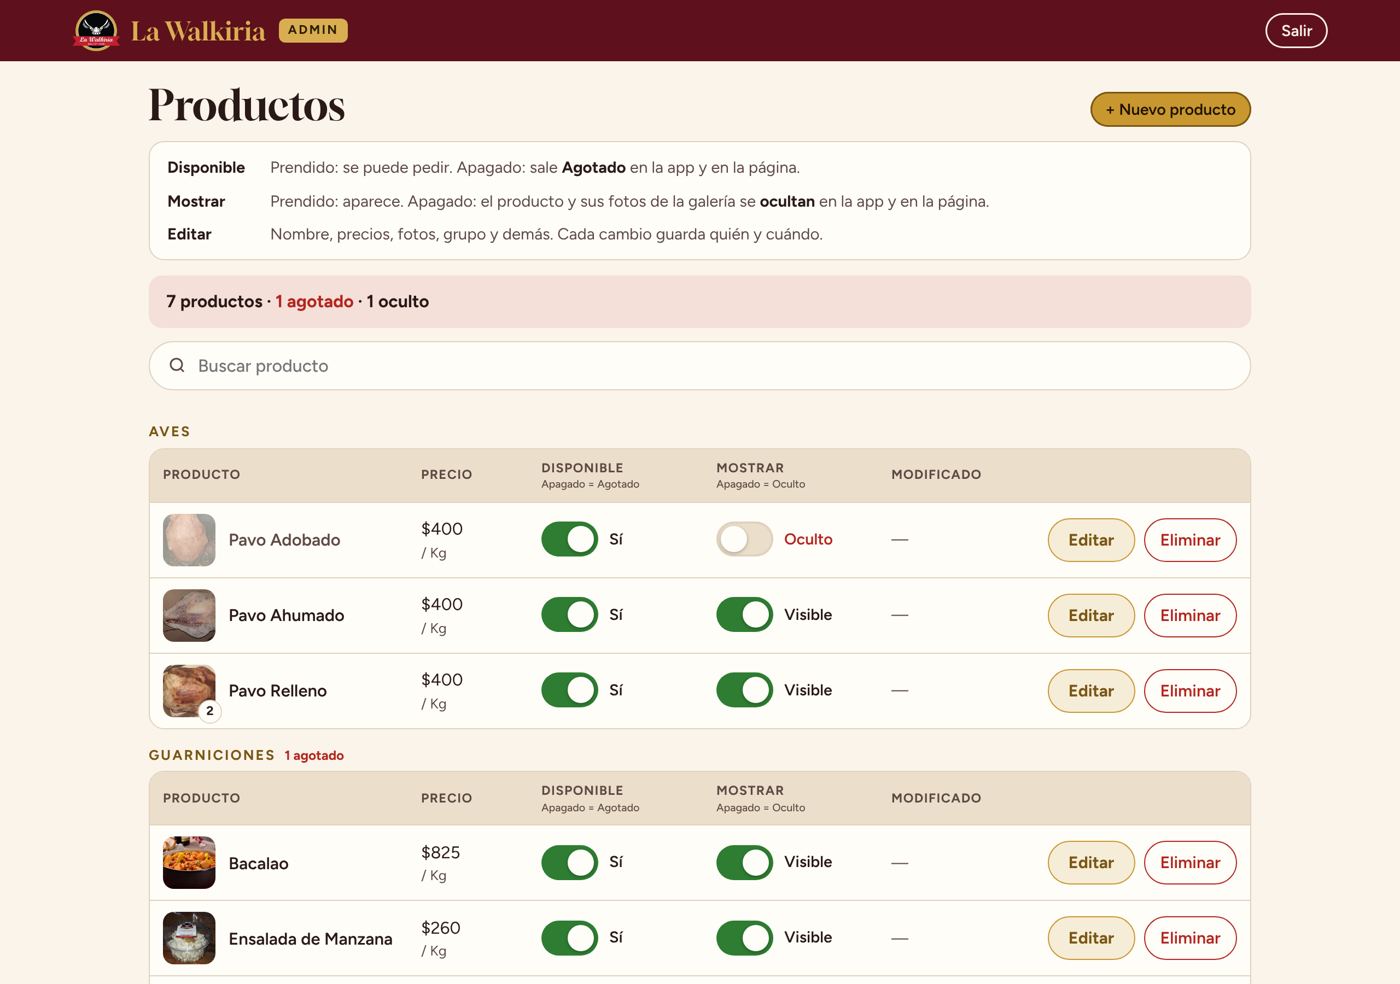 La Walkiria
La Walkiria ADMIN
Salir
Productos
+ Nuevo producto
Disponible Prendido: se puede pedir. Apagado: sale Agotado en la app y en la página.
Mostrar Prendido: aparece. Apagado: el producto y sus fotos de la galería se ocultan en la app y en la página.
Editar Nombre, precios, fotos, grupo y demás. Cada cambio guarda quién y cuándo.
7 productos · 1 agotado · 1 oculto
Buscar producto
AVES
PRODUCTO PRECIO DISPONIBLE MOSTRAR MODIFICADO
Apagado = Agotado Apagado = Oculto
Pavo Adobado $400 / Kg Sí Oculto — Editar Eliminar
Pavo Ahumado $400 / Kg Sí Visible — Editar Eliminar
2 Pavo Relleno $400 / Kg Sí Visible — Editar Eliminar
GUARNICIONES 1 agotado
PRODUCTO PRECIO DISPONIBLE MOSTRAR MODIFICADO
Apagado = Agotado Apagado = Oculto
Bacalao $825 / Kg Sí Visible — Editar Eliminar
Ensalada de Manzana $260 / Kg Sí Visible — Editar Eliminar